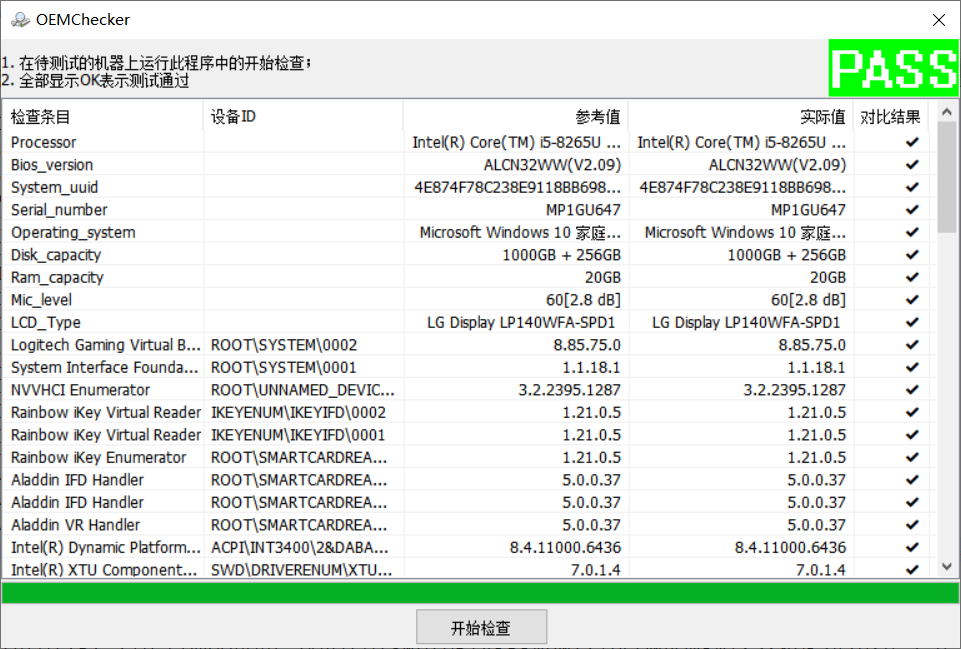 OEMChecker
1. 在待测试的机器上运行此程序中的开始检查；
2. 全部显示OK表示测试通过
PASS
检查条目 设备ID 参考值 实际值 对比结果
Processor Intel(R) Core(TM) i5-8265U ... Intel(R) Core(TM) i5-8265U ... ✔
Bios_version ALCN32WW(V2.09) ALCN32WW(V2.09) ✔
System_uuid 4E874F78C238E9118BB698... 4E874F78C238E9118BB698... ✔
Serial_number MP1GU647 MP1GU647 ✔
Operating_system Microsoft Windows 10 家庭... Microsoft Windows 10 家庭... ✔
Disk_capacity 1000GB + 256GB 1000GB + 256GB ✔
Ram_capacity 20GB 20GB ✔
Mic_level 60[2.8 dB] 60[2.8 dB] ✔
LCD_Type LG Display LP140WFA-SPD1 LG Display LP140WFA-SPD1 ✔
Logitech Gaming Virtual B... ROOT\SYSTEM\0002 8.85.75.0 8.85.75.0 ✔
System Interface Founda... ROOT\SYSTEM\0001 1.1.18.1 1.1.18.1 ✔
NVVHCI Enumerator ROOT\UNNAMED_DEVIC... 3.2.2395.1287 3.2.2395.1287 ✔
Rainbow iKey Virtual Reader IKEYENUM\IKEYIFD\0002 1.21.0.5 1.21.0.5 ✔
Rainbow iKey Virtual Reader IKEYENUM\IKEYIFD\0001 1.21.0.5 1.21.0.5 ✔
Rainbow iKey Enumerator ROOT\SMARTCARDREA... 1.21.0.5 1.21.0.5 ✔
Aladdin IFD Handler ROOT\SMARTCARDREA... 5.0.0.37 5.0.0.37 ✔
Aladdin IFD Handler ROOT\SMARTCARDREA... 5.0.0.37 5.0.0.37 ✔
Aladdin VR Handler ROOT\SMARTCARDREA... 5.0.0.37 5.0.0.37 ✔
Intel(R) Dynamic Platform... ACPI\INT3400\2&DABA... 8.4.11000.6436 8.4.11000.6436 ✔
Intel(R) XTU Component... SWD\DRIVERENUM\XTU... 7.0.1.4 7.0.1.4 ✔
开始检查